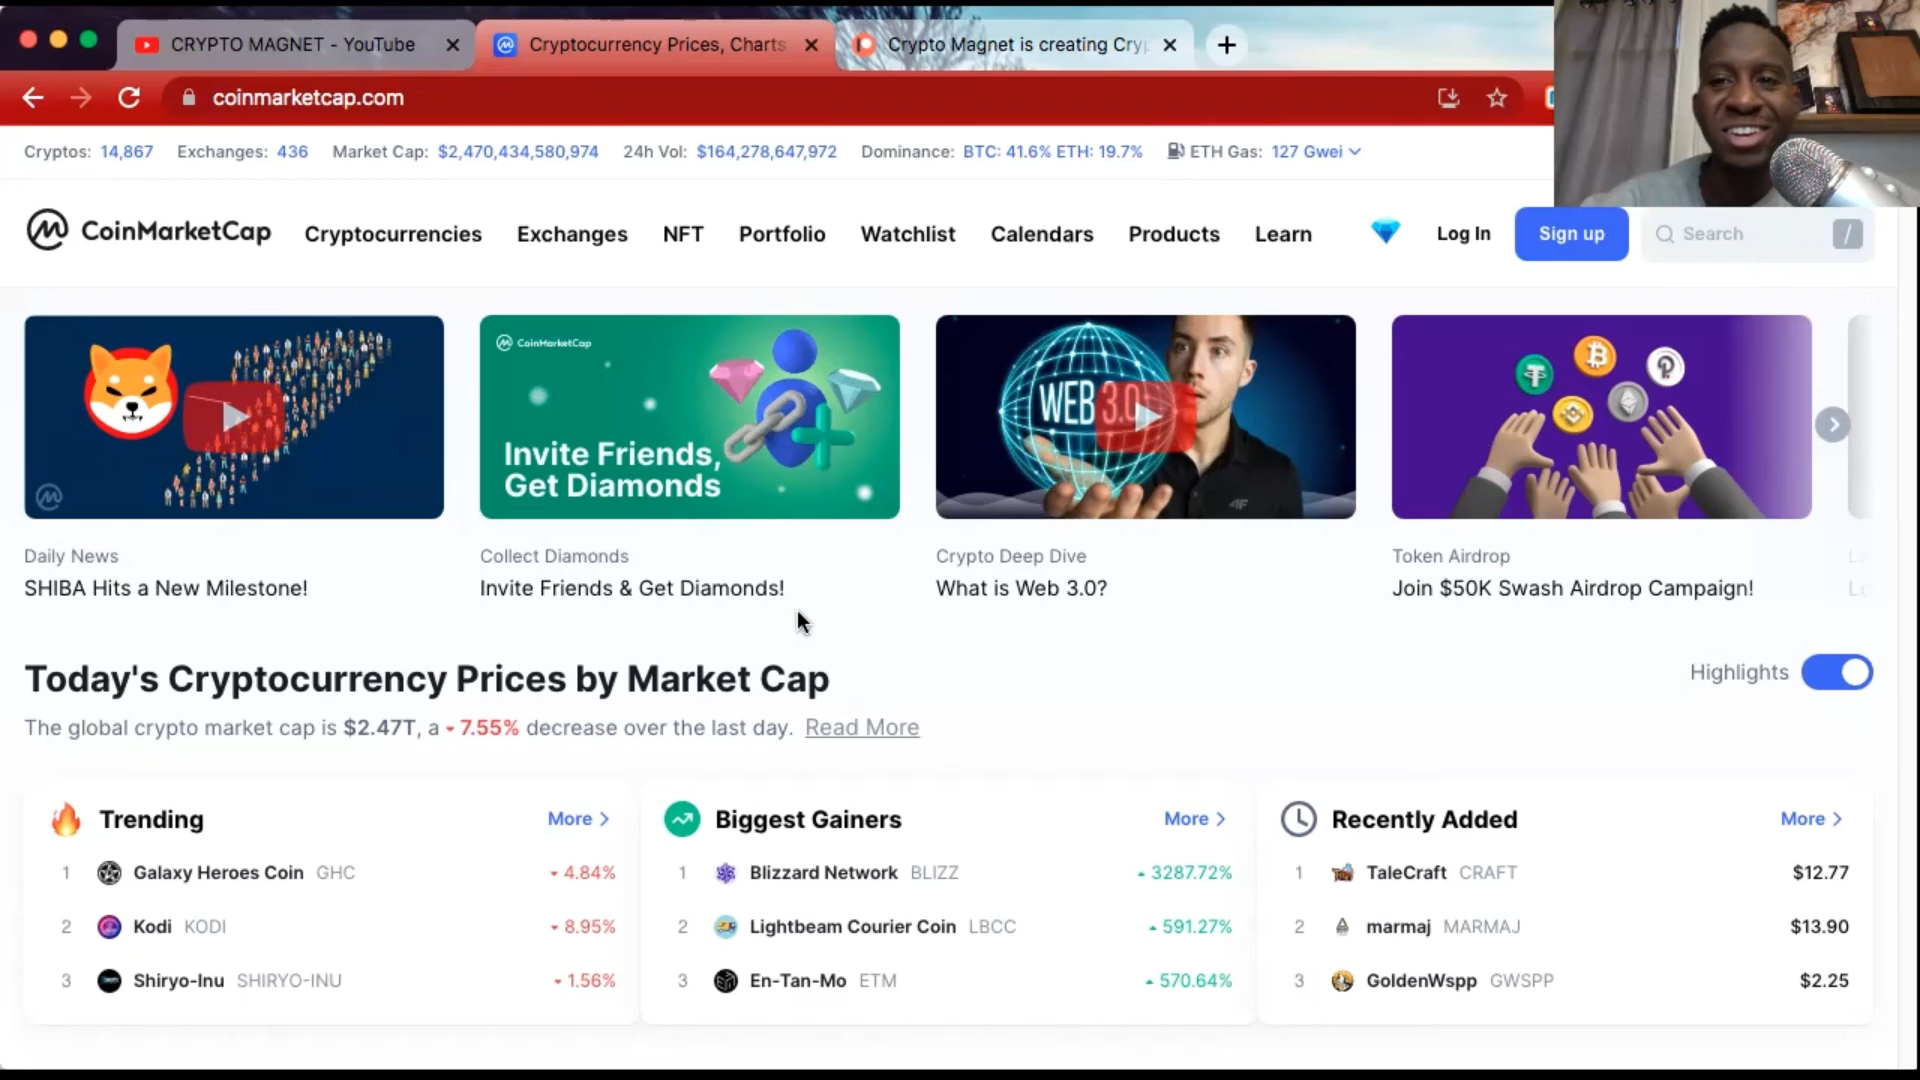 CRYPTO MAGNET - YouTube
Cryptocurrency Prices, Charts
Crypto Magnet is creating Cry
coinmarketcap.com
Cryptos: 14,867 Exchanges: 436 Market Cap: $2,470,434,580,974 24h Vol: $164,278,647,972 Dominance: BTC: 41.6% ETH: 19.7% ETH Gas: 127 Gwei
CoinMarketCap Cryptocurrencies Exchanges NFT Portfolio Watchlist Calendars Products Learn Log In Sign up Search /
CoinMarketCap
Invite Friends,
Get Diamonds
WEB 3.0
Daily News
SHIBA Hits a New Milestone!
Collect Diamonds
Invite Friends & Get Diamonds!
Crypto Deep Dive
What is Web 3.0?
Token Airdrop
Join $50K Swash Airdrop Campaign!
Today's Cryptocurrency Prices by Market Cap
Highlights
The global crypto market cap is $2.47T, a 7.55% decrease over the last day. Read More
Trending More
1 Galaxy Heroes Coin GHC 4.84%
2 Kodi KODI 8.95%
3 Shiryo-Inu SHIRYO-INU 1.56%
Biggest Gainers More
1 Blizzard Network BLIZZ 3287.72%
2 Lightbeam Courier Coin LBCC 591.27%
3 En-Tan-Mo ETM 570.64%
Recently Added More
1 TaleCraft CRAFT $12.77
2 marmaj MARMAJ $13.90
3 GoldenWspp GWSPP $2.25